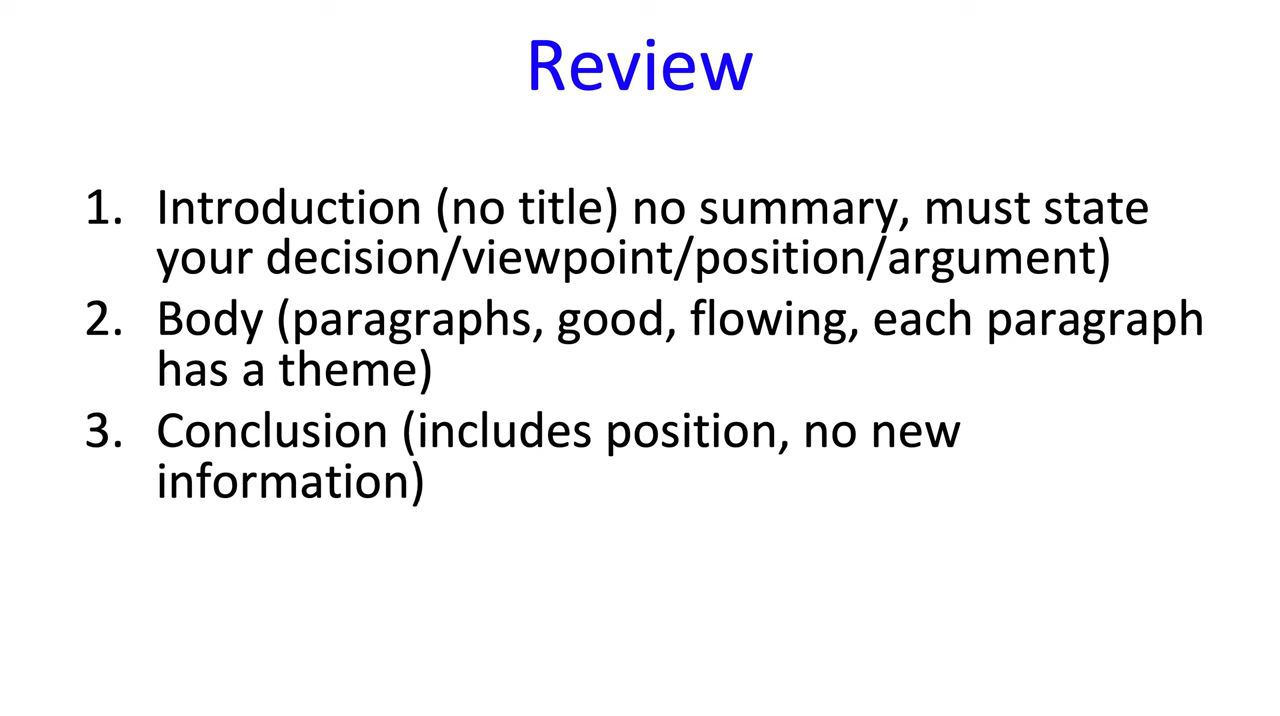 Review
1. Introduction (no title) no summary, must state
your decision/viewpoint/position/argument)
2. Body (paragraphs, good, flowing, each paragraph
has a theme)
3. Conclusion (includes position, no new
information)